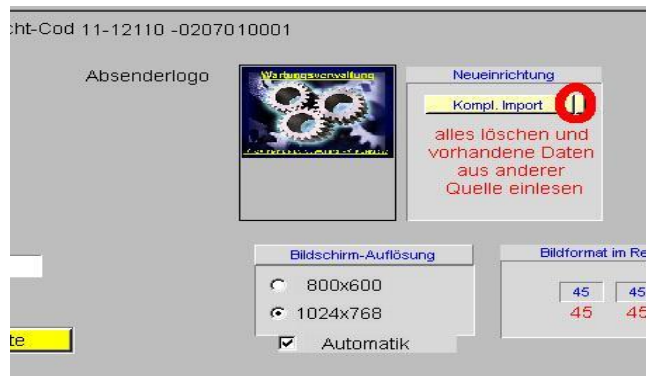 cht-Cod 11-12110 -0207010001
Absenderlogo
Wartungsverwaltung
Neueinrichtung
Kompl. Import
alles löschen und
vorhandene Daten
aus anderer
Quelle einlesen
Bildschirm-Auflösung
800x600
1024x768
Automatik
Bildformat im Re
45 45
45 45
te